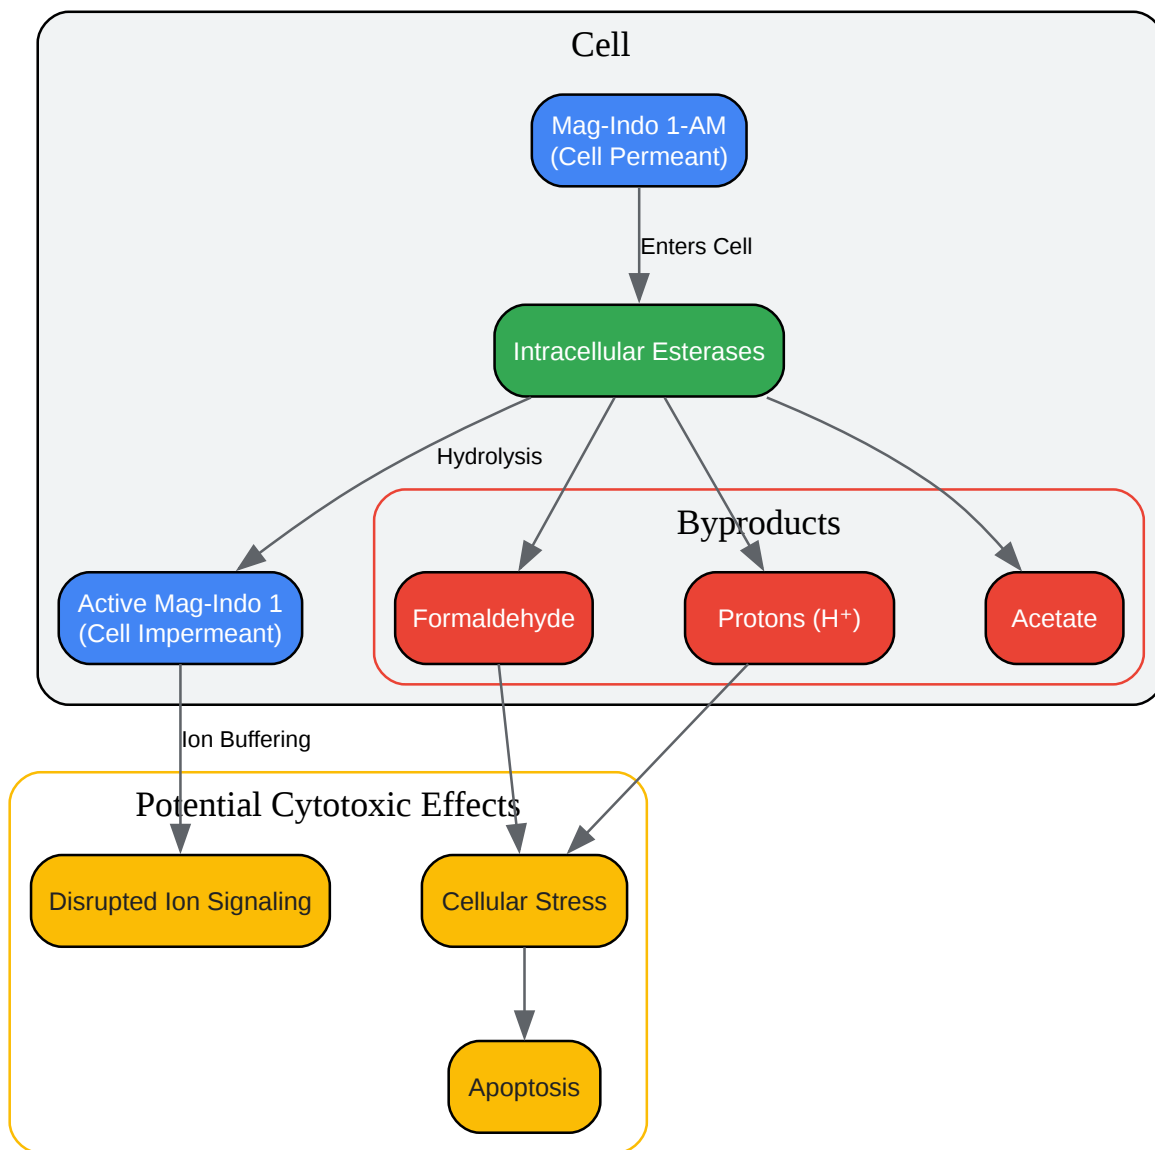 Cell
Mag-Indo 1-AM
(Cell Permeant)
Enters Cell
Intracellular Esterases
Hydrolysis
Byproducts
Active Mag-Indo 1
(Cell Impermeant)
Formaldehyde
Protons (H⁺)
Acetate
Ion Buffering
Potential Cytotoxic Effects
Disrupted Ion Signaling
Cellular Stress
Apoptosis